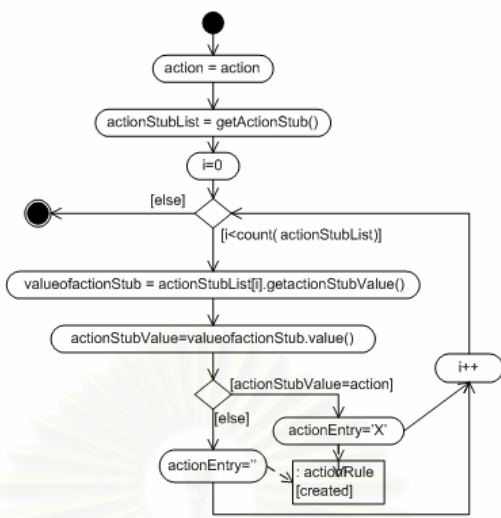 action = action
actionStubList = getActionStub()
i=0
[else]
[i<count( actionStubList)]
valueofactionStub = actionStubList[i].getactionStubValue()
actionStubValue=valueofactionStub.value()
[actionStubValue=action]
i++
[else]
actionEntry='X'
actionEntry=''
: actionRule
[created]